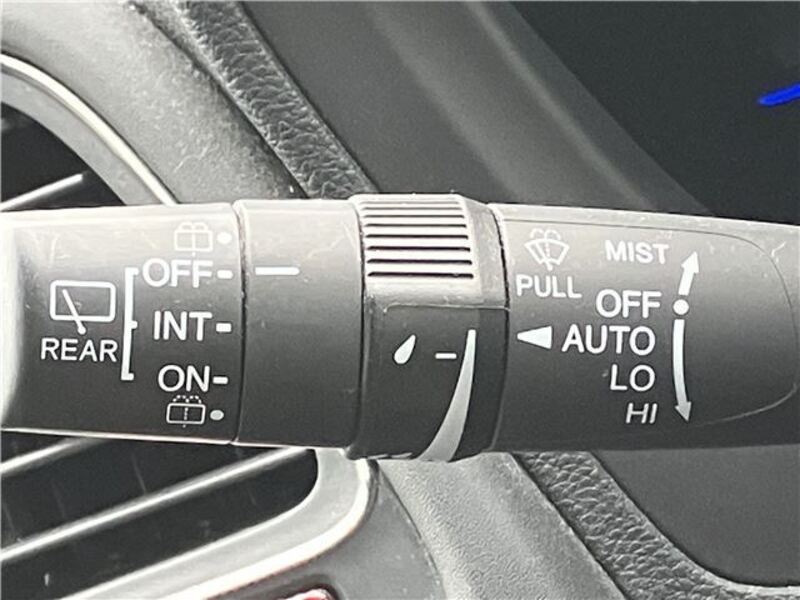 OFF
INT
ON
REAR
PULL
MIST
OFF
AUTO
LO
HI